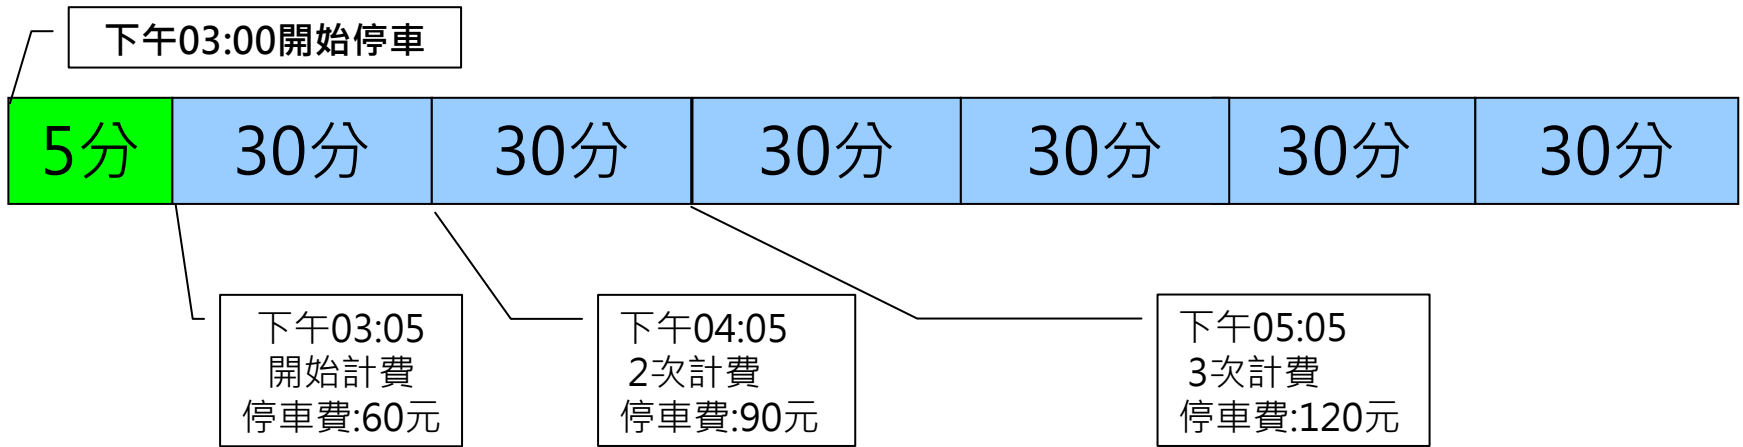 下午03:00開始停車
5分
30分
30分
30分
30分
30分
30分
下午03:05
開始計費
停車費:60元
下午04:05
2次計費
停車費:90元
下午05:05
3次計費
停車費:120元